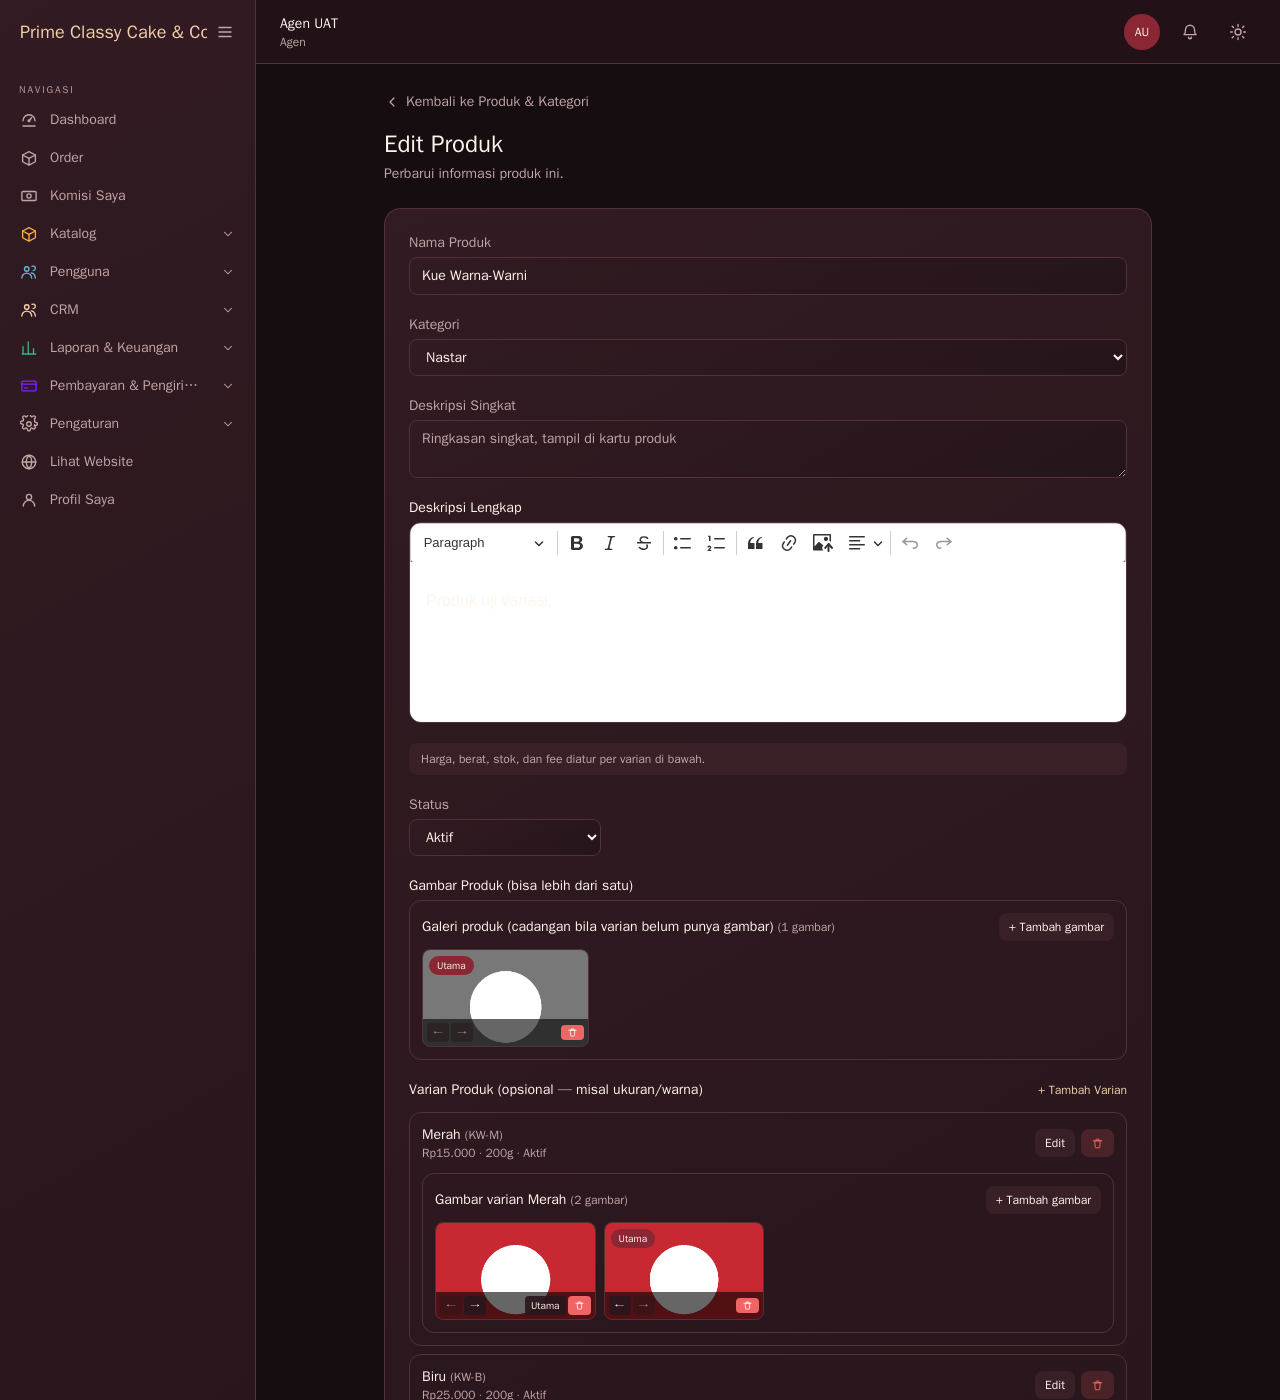 Prime Classy Cake & Co
Agen UAT
Agen
AU
NAVIGASI
Dashboard
Order
Komisi Saya
Katalog
Pengguna
CRM
Laporan & Keuangan
Pembayaran & Pengiri···
Pengaturan
Lihat Website
Profil Saya
Kembali ke Produk & Kategori
Edit Produk
Perbarui informasi produk ini.
Nama Produk
Kue Warna-Warni
Kategori
Nastar
Deskripsi Singkat
Ringkasan singkat, tampil di kartu produk
Deskripsi Lengkap
Paragraph
Produk uji variasi.
Harga, berat, stok, dan fee diatur per varian di bawah.
Status
Aktif
Gambar Produk (bisa lebih dari satu)
Galeri produk (cadangan bila varian belum punya gambar) (1 gambar)
+ Tambah gambar
Utama
← →
Varian Produk (opsional — misal ukuran/warna)
+ Tambah Varian
Merah (KW-M)
Rp15.000 · 200g · Aktif
Edit
Gambar varian Merah (2 gambar)
+ Tambah gambar
← → Utama
Utama
← →
Biru (KW-B)
Rp25.000 · 200g · Aktif
Edit